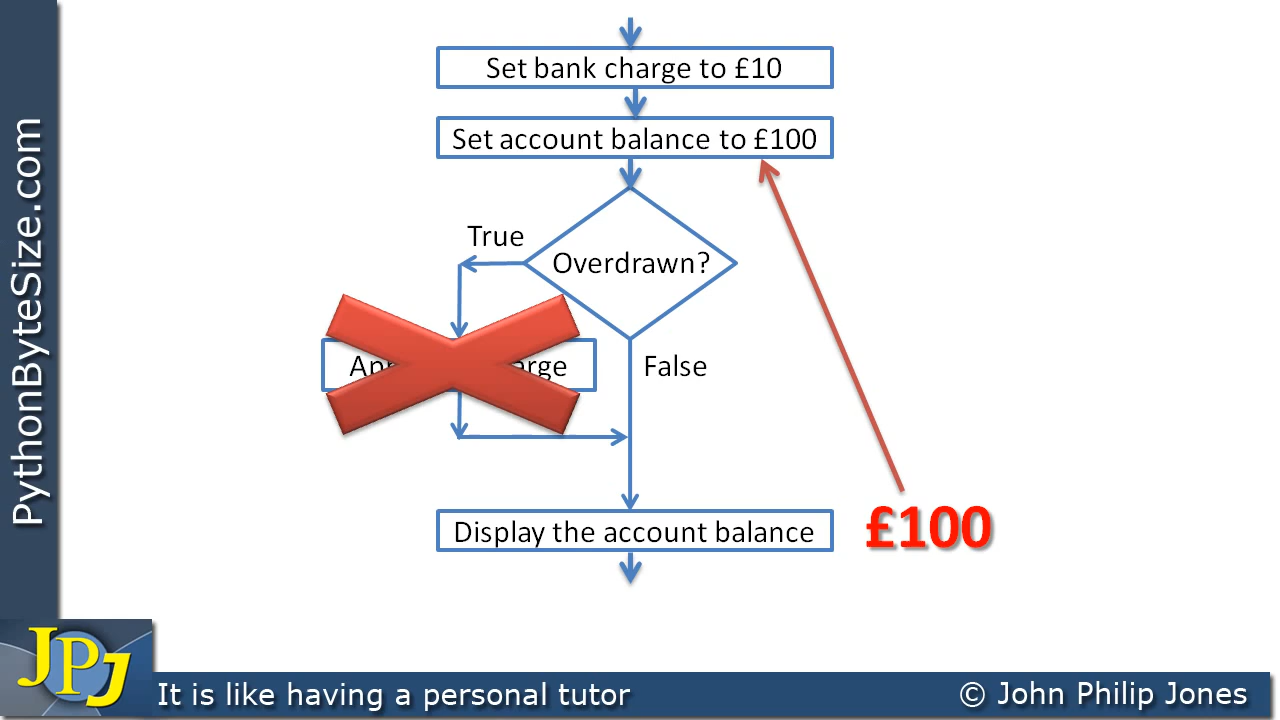 Set bank charge to £10
Set account balance to £100
True
Overdrawn?
False
Display the account balance
£100
PythonByteSize.com
JPJ
It is like having a personal tutor
© John Philip Jones